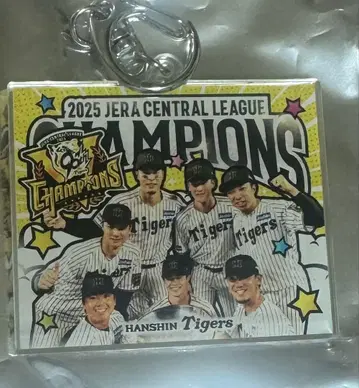 2025 JERA CENTRAL LEAGUE
CHAMPIONS
CHAMPIONS
Tigers
Tigers
Tigers
HANSHIN Tigers